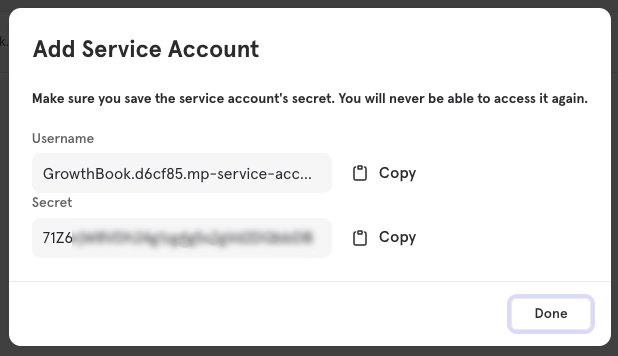 Add Service Account
Make sure you save the service account's secret. You will never be able to access it again.
Username
GrowthBook.d6cf85.mp-service-acc...
Copy
Secret
71Z6
Copy
Done